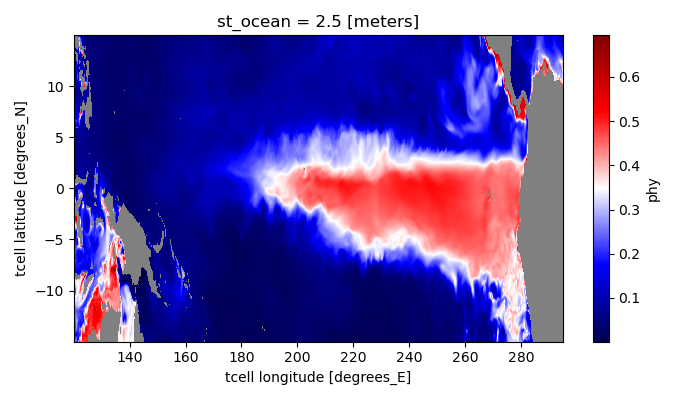 st_ocean = 2.5 [meters]
10
5
0
−5
−10
tcell latitude [degrees_N]
140 160 180 200 220 240 260 280
tcell longitude [degrees_E]
0.6
0.5
0.4
0.3
0.2
0.1
phy